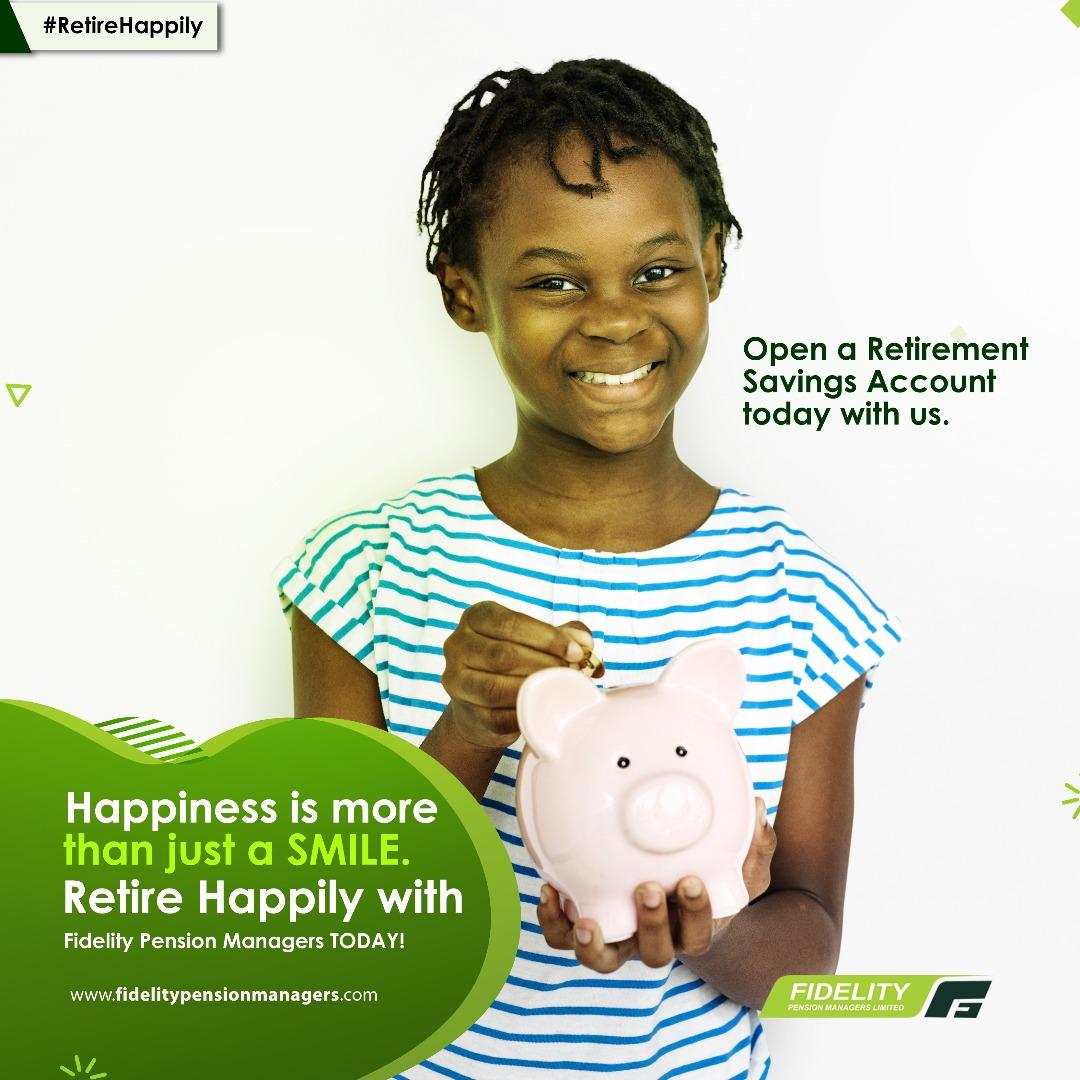 #RetireHappily
Open a Retirement
Savings Account
today with us.
Happiness is more
than just a SMILE.
Retire Happily with
Fidelity Pension Managers TODAY!
www.fidelitypensionmanagers.com
FIDELITY
PENSION MANAGERS LIMITED